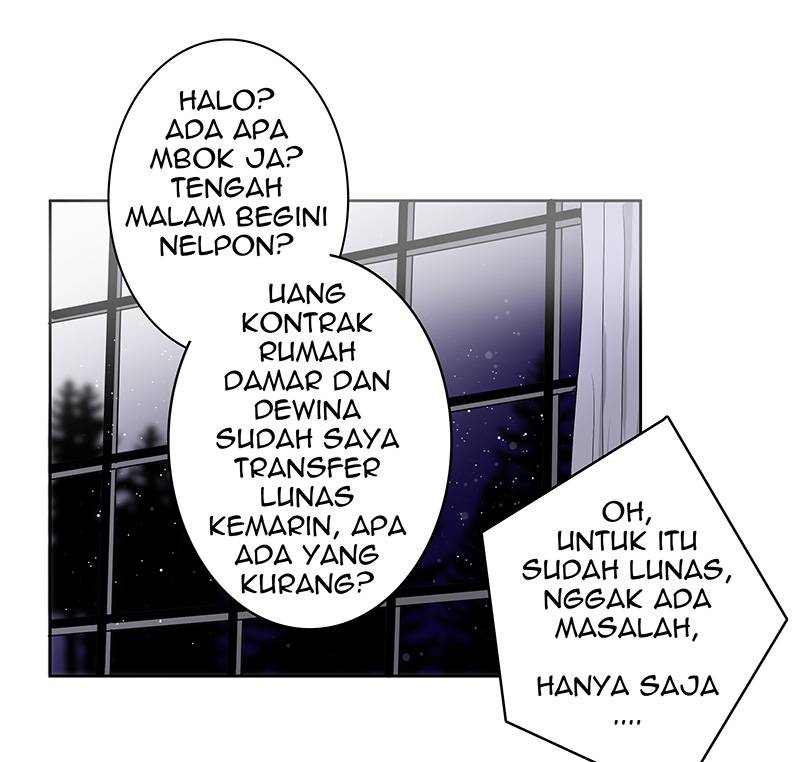 HALO?
ADA APA
MBOK JA?
TENGAH
MALAM BEGINI
NELPON?
UANG
KONTRAK
RUMAH
DAMAR DAN
DEWINA
SUDAH SAYA
TRANSFER
LUNAS
KEMARIN, APA
ADA YANG
KURANG?
OH,
UNTUK ITU
SUDAH LUNAS,
NGGAK ADA
MASALAH,
HANYA SAJA
....